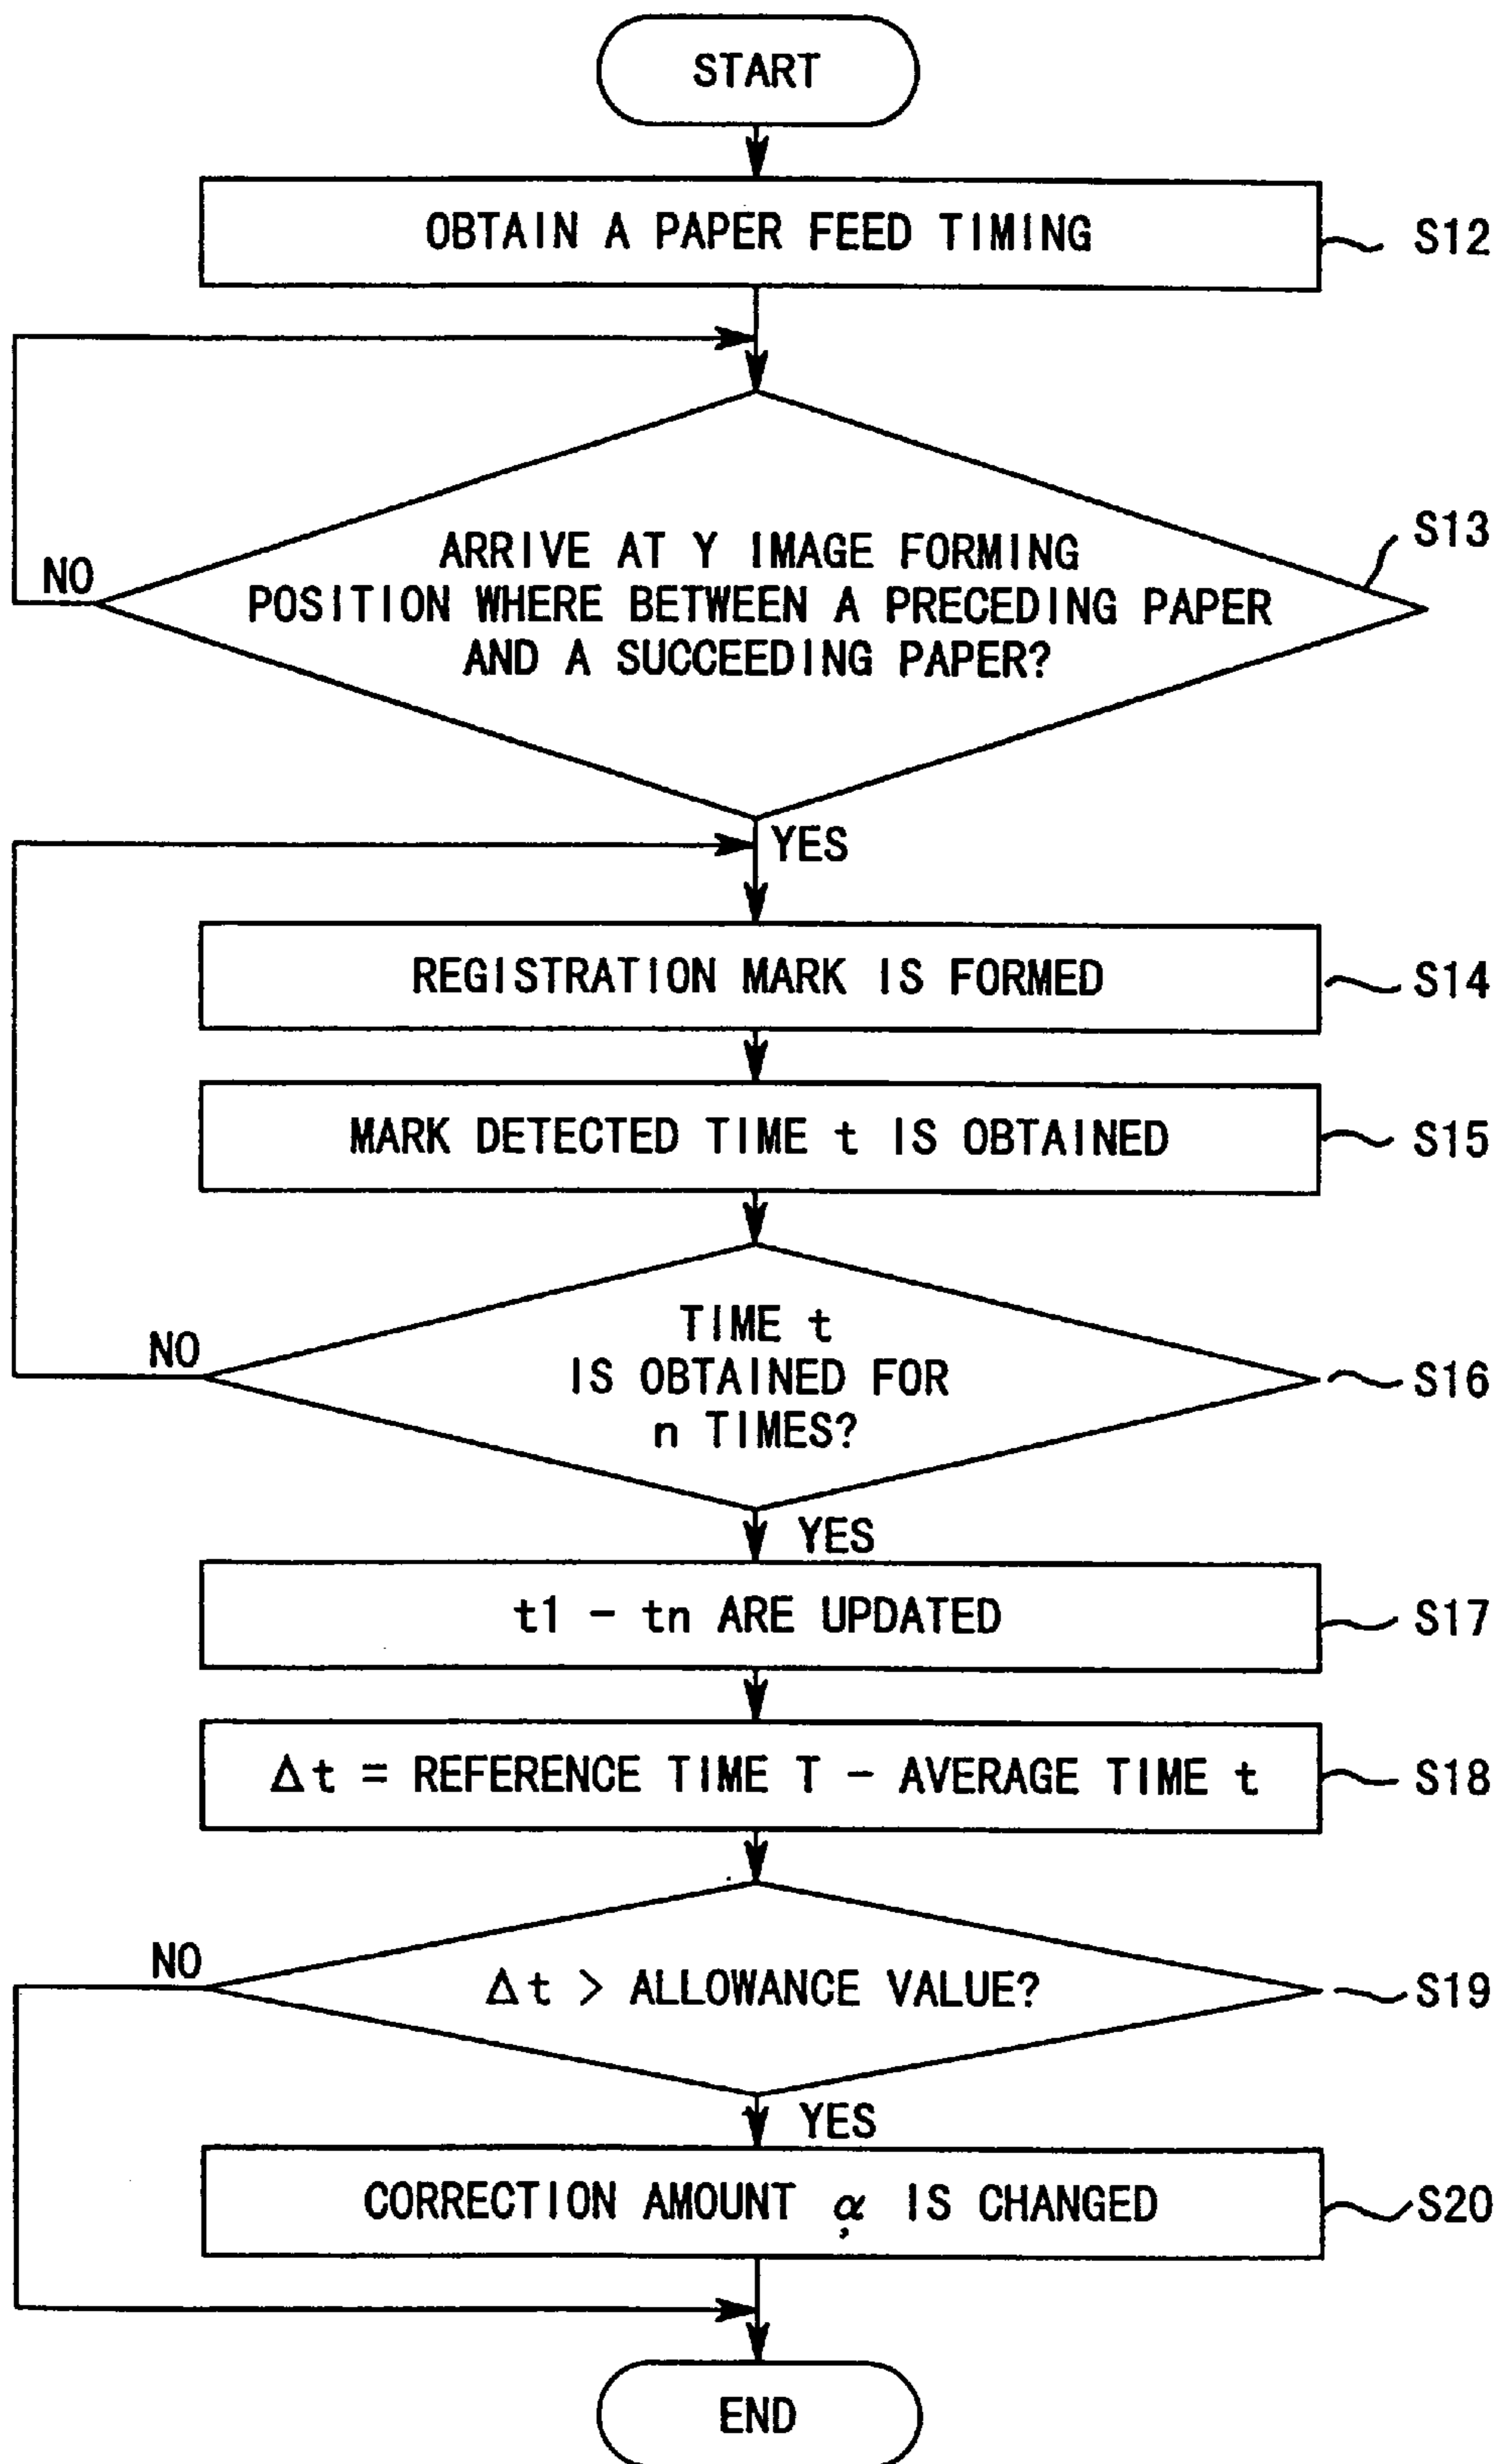 START
OBTAIN A PAPER FEED TIMING
S12
ARRIVE AT Y IMAGE FORMING
POSITION WHERE BETWEEN A PRECEDING PAPER
AND A SUCCEEDING PAPER?
S13
NO
YES
REGISTRATION MARK IS FORMED
S14
MARK DETECTED TIME t IS OBTAINED
S15
TIME t
IS OBTAINED FOR
n TIMES?
S16
NO
YES
t1 - tn ARE UPDATED
S17
Δt = REFERENCE TIME T - AVERAGE TIME t
S18
Δt > ALLOWANCE VALUE?
S19
NO
YES
CORRECTION AMOUNT α IS CHANGED
S20
END